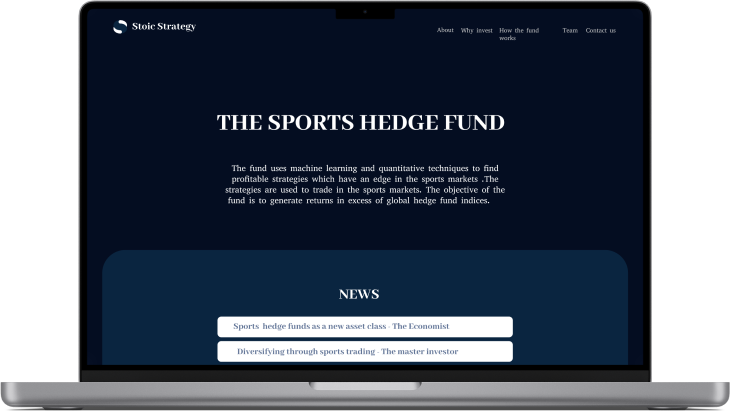 Stoic Strategy
About Why invest How the fund works Team Contact us
THE SPORTS HEDGE FUND
The fund uses machine learning and quantitative techniques to find
profitable strategies which have an edge in the sports markets .The
strategies are used to trade in the sports markets. The objective of the
fund is to generate returns in excess of global hedge fund indices.
NEWS
Sports hedge funds as a new asset class - The Economist
Diversifying through sports trading - The master investor